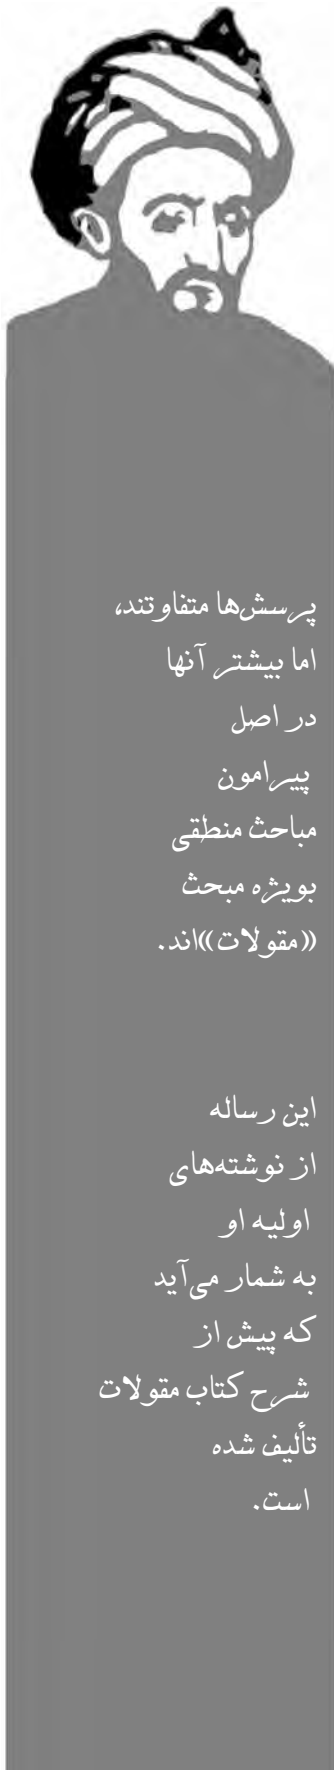 پرسش‌ها متفاوتند،
اما بیشتر آنها
در اصل
پیرامون
مباحث منطقی
بویژه مبحث
«مقولات»اند.
این رساله
از نوشته‌های
اولیه او
به شمار می‌آید
که پیش از
شرح کتاب مقولات
تألیف شده
است.